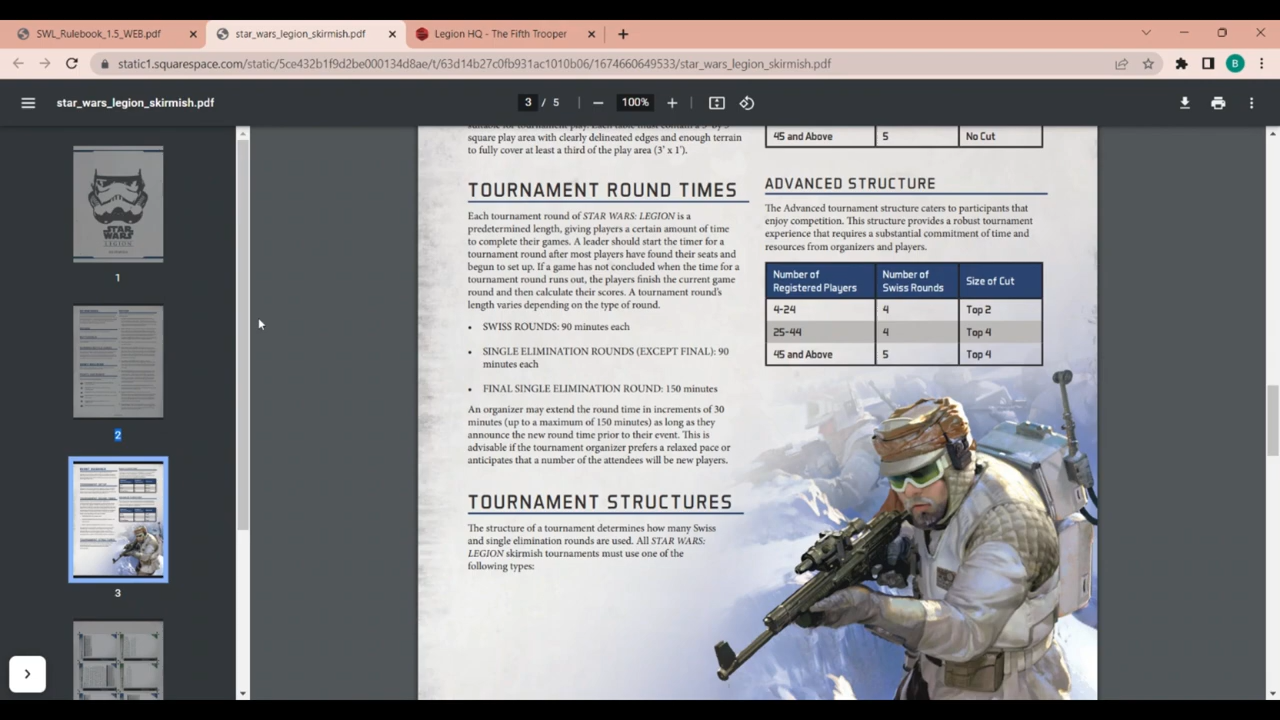 SWL_Rulebook_1.5_WEB.pdf
star_wars_legion_skirmish.pdf
Legion HQ - The Fifth Trooper
static1.squarespace.com/static/5ce432b1f9d2be000134d8ae/t/63d14b27c0fb931ac1010b06/1674660649533/star_wars_legion_skirmish.pdf
B
star_wars_legion_skirmish.pdf
3 / 5
100%
STAR WARS
LEGION
1
2
3
square play area with clearly delineated edges and enough terrain
to fully cover at least a third of the play area (3' x 1').
TOURNAMENT ROUND TIMES
Each tournament round of STAR WARS: LEGION is a
predetermined length, giving players a certain amount of time
to complete their games. A leader should start the timer for a
tournament round after most players have found their seats and
begun to set up. If a game has not concluded when the time for a
tournament round runs out, the players finish the current game
round and then calculate their scores. A tournament round's
length varies depending on the type of round.
• SWISS ROUNDS: 90 minutes each
• SINGLE ELIMINATION ROUNDS (EXCEPT FINAL): 90
minutes each
• FINAL SINGLE ELIMINATION ROUND: 150 minutes
An organizer may extend the round time in increments of 30
minutes (up to a maximum of 150 minutes) as long as they
announce the new round time prior to their event. This is
advisable if the tournament organizer prefers a relaxed pace or
anticipates that a number of the attendees will be new players.
TOURNAMENT STRUCTURES
The structure of a tournament determines how many Swiss
and single elimination rounds are used. All STAR WARS:
LEGION skirmish tournaments must use one of the
following types:
45 and Above 5 No Cut
ADVANCED STRUCTURE
The Advanced tournament structure caters to participants that
enjoy competition. This structure provides a robust tournament
experience that requires a substantial commitment of time and
resources from organizers and players.
Number of Registered Players Number of Swiss Rounds Size of Cut
4-24 4 Top 2
25-44 4 Top 4
45 and Above 5 Top 4